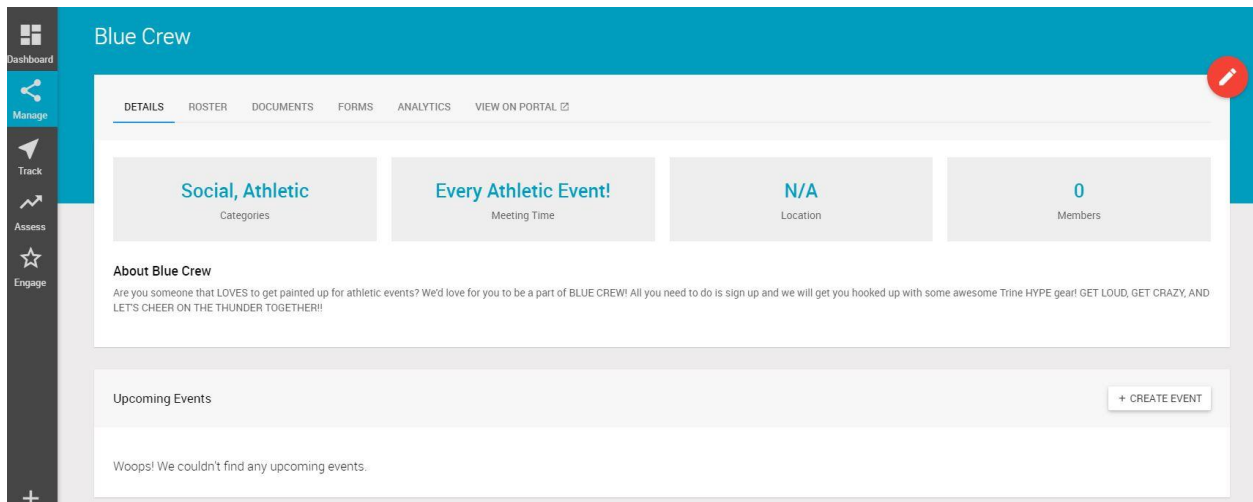 Dashboard
Manage
Track
Assess
Engage
Blue Crew
DETAILS ROSTER DOCUMENTS FORMS ANALYTICS VIEW ON PORTAL
Social, Athletic
Categories
Every Athletic Event!
Meeting Time
N/A
Location
0
Members
About Blue Crew
Are you someone that LOVES to get painted up for athletic events? We'd love for you to be a part of BLUE CREW! All you need to do is sign up and we will get you hooked up with some awesome Trine HYPE gear! GET LOUD, GET CRAZY, AND
LET'S CHEER ON THE THUNDER TOGETHER!!
Upcoming Events
+ CREATE EVENT
Woops! We couldn't find any upcoming events.